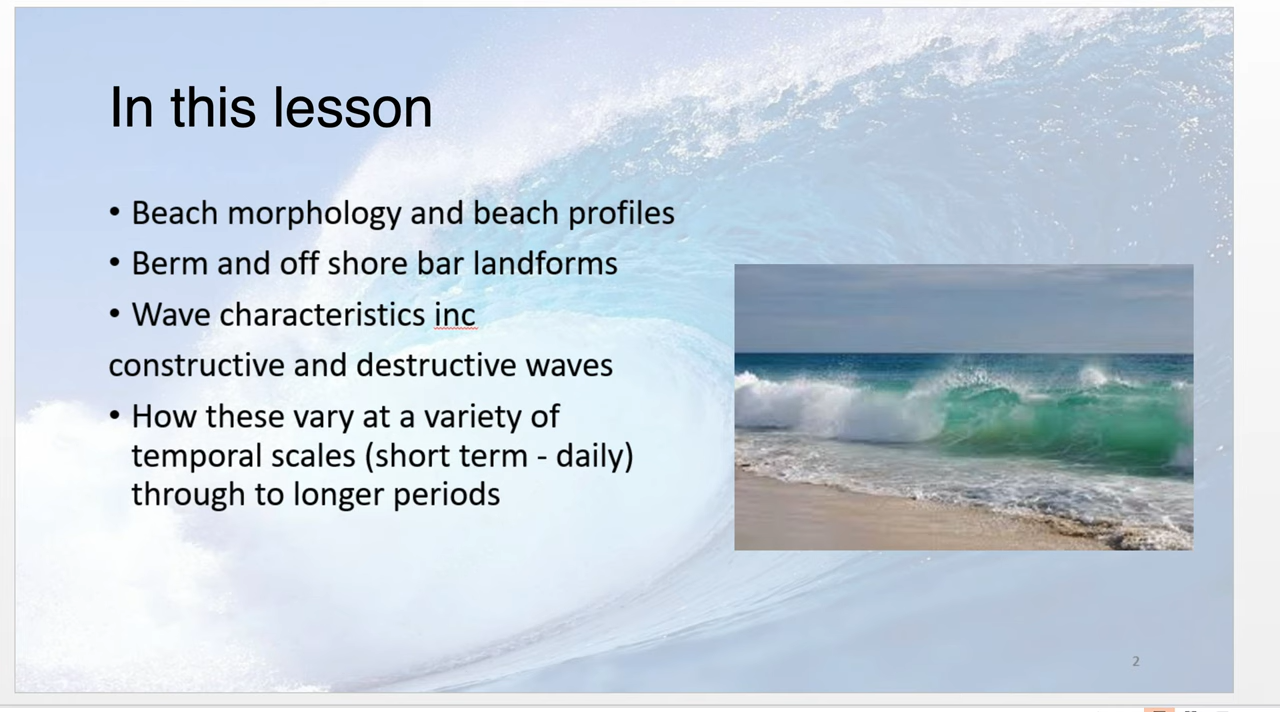 In this lesson
• Beach morphology and beach profiles
• Berm and off shore bar landforms
• Wave characteristics inc
constructive and destructive waves
• How these vary at a variety of
temporal scales (short term - daily)
through to longer periods
2